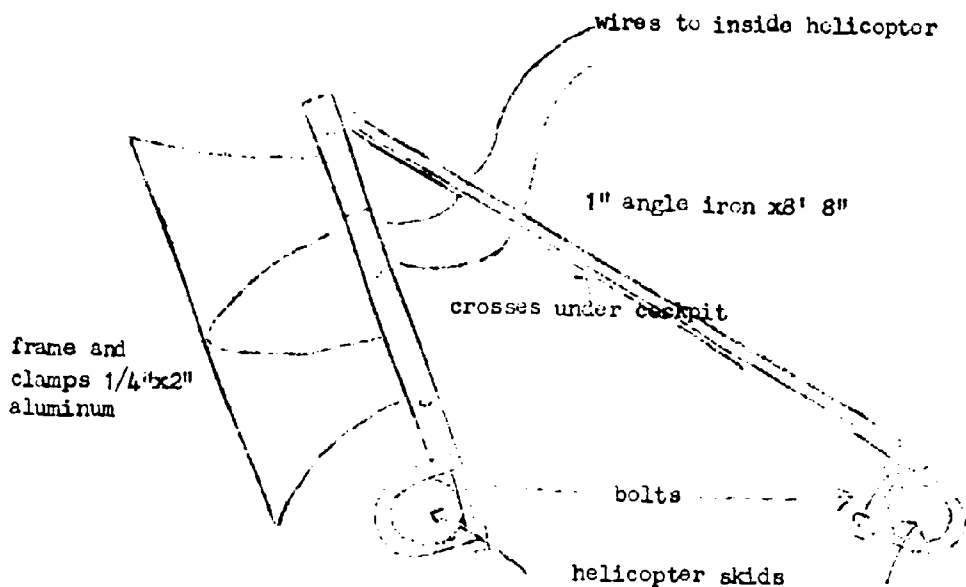 wires to inside helicopter
1" angle iron x8' 8"
crosses under cockpit
frame and
clamps 1/4"x2"
aluminum
bolts
helicopter skids